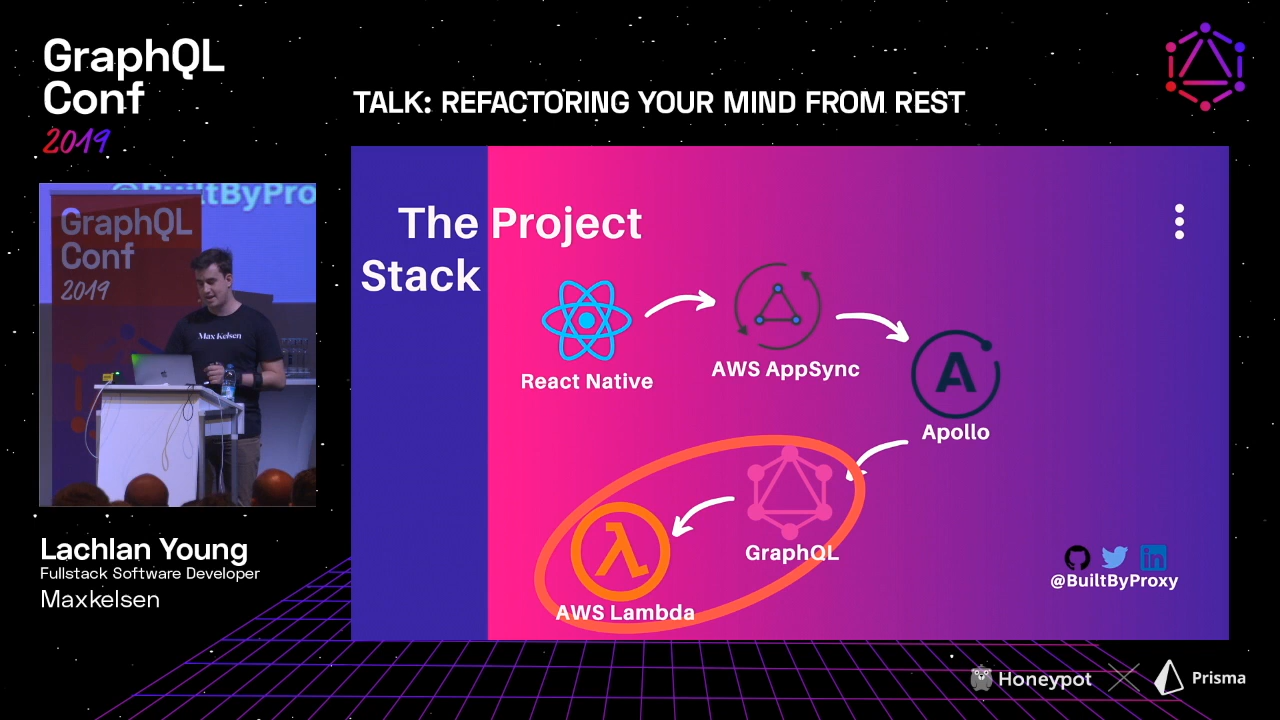 GraphQL
Conf
2019
TALK: REFACTORING YOUR MIND FROM REST
@BuiltByPro
GraphQL
Conf
2019
Max Kelsen
The Project
Stack
React Native
AWS AppSync
Apollo
GraphQL
AWS Lambda
@BuiltByProxy
Lachlan Young
Fullstack Software Developer
Maxkelsen
Honeypot
Prisma